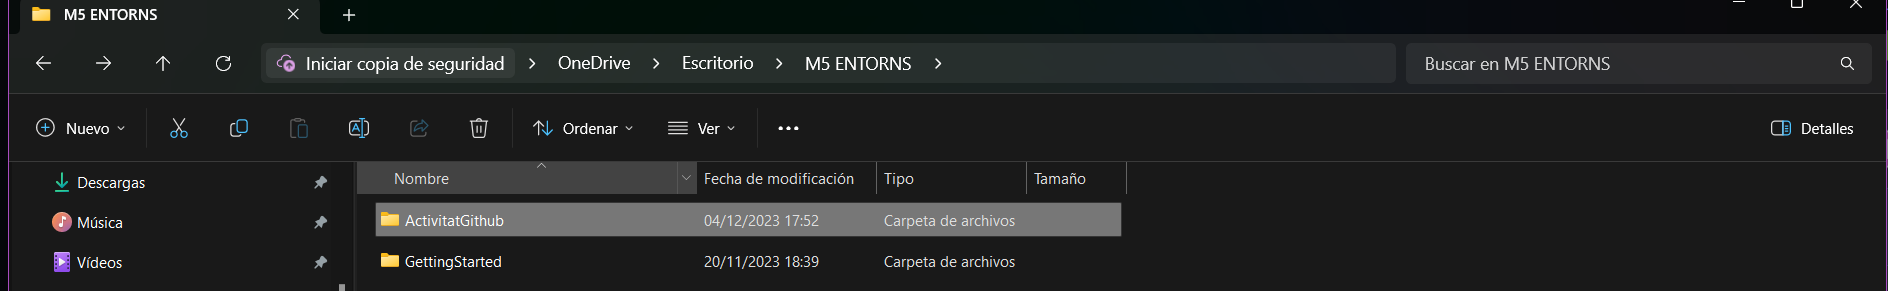 M5 ENTORNS
Iniciar copia de seguridad > OneDrive > Escritorio > M5 ENTORNS >
Buscar en M5 ENTORNS
Nuevo
Ordenar
Ver
Detalles
Descargas
Música
Vídeos
Nombre Fecha de modificación Tipo Tamaño
ActivitatGithub 04/12/2023 17:52 Carpeta de archivos
GettingStarted 20/11/2023 18:39 Carpeta de archivos